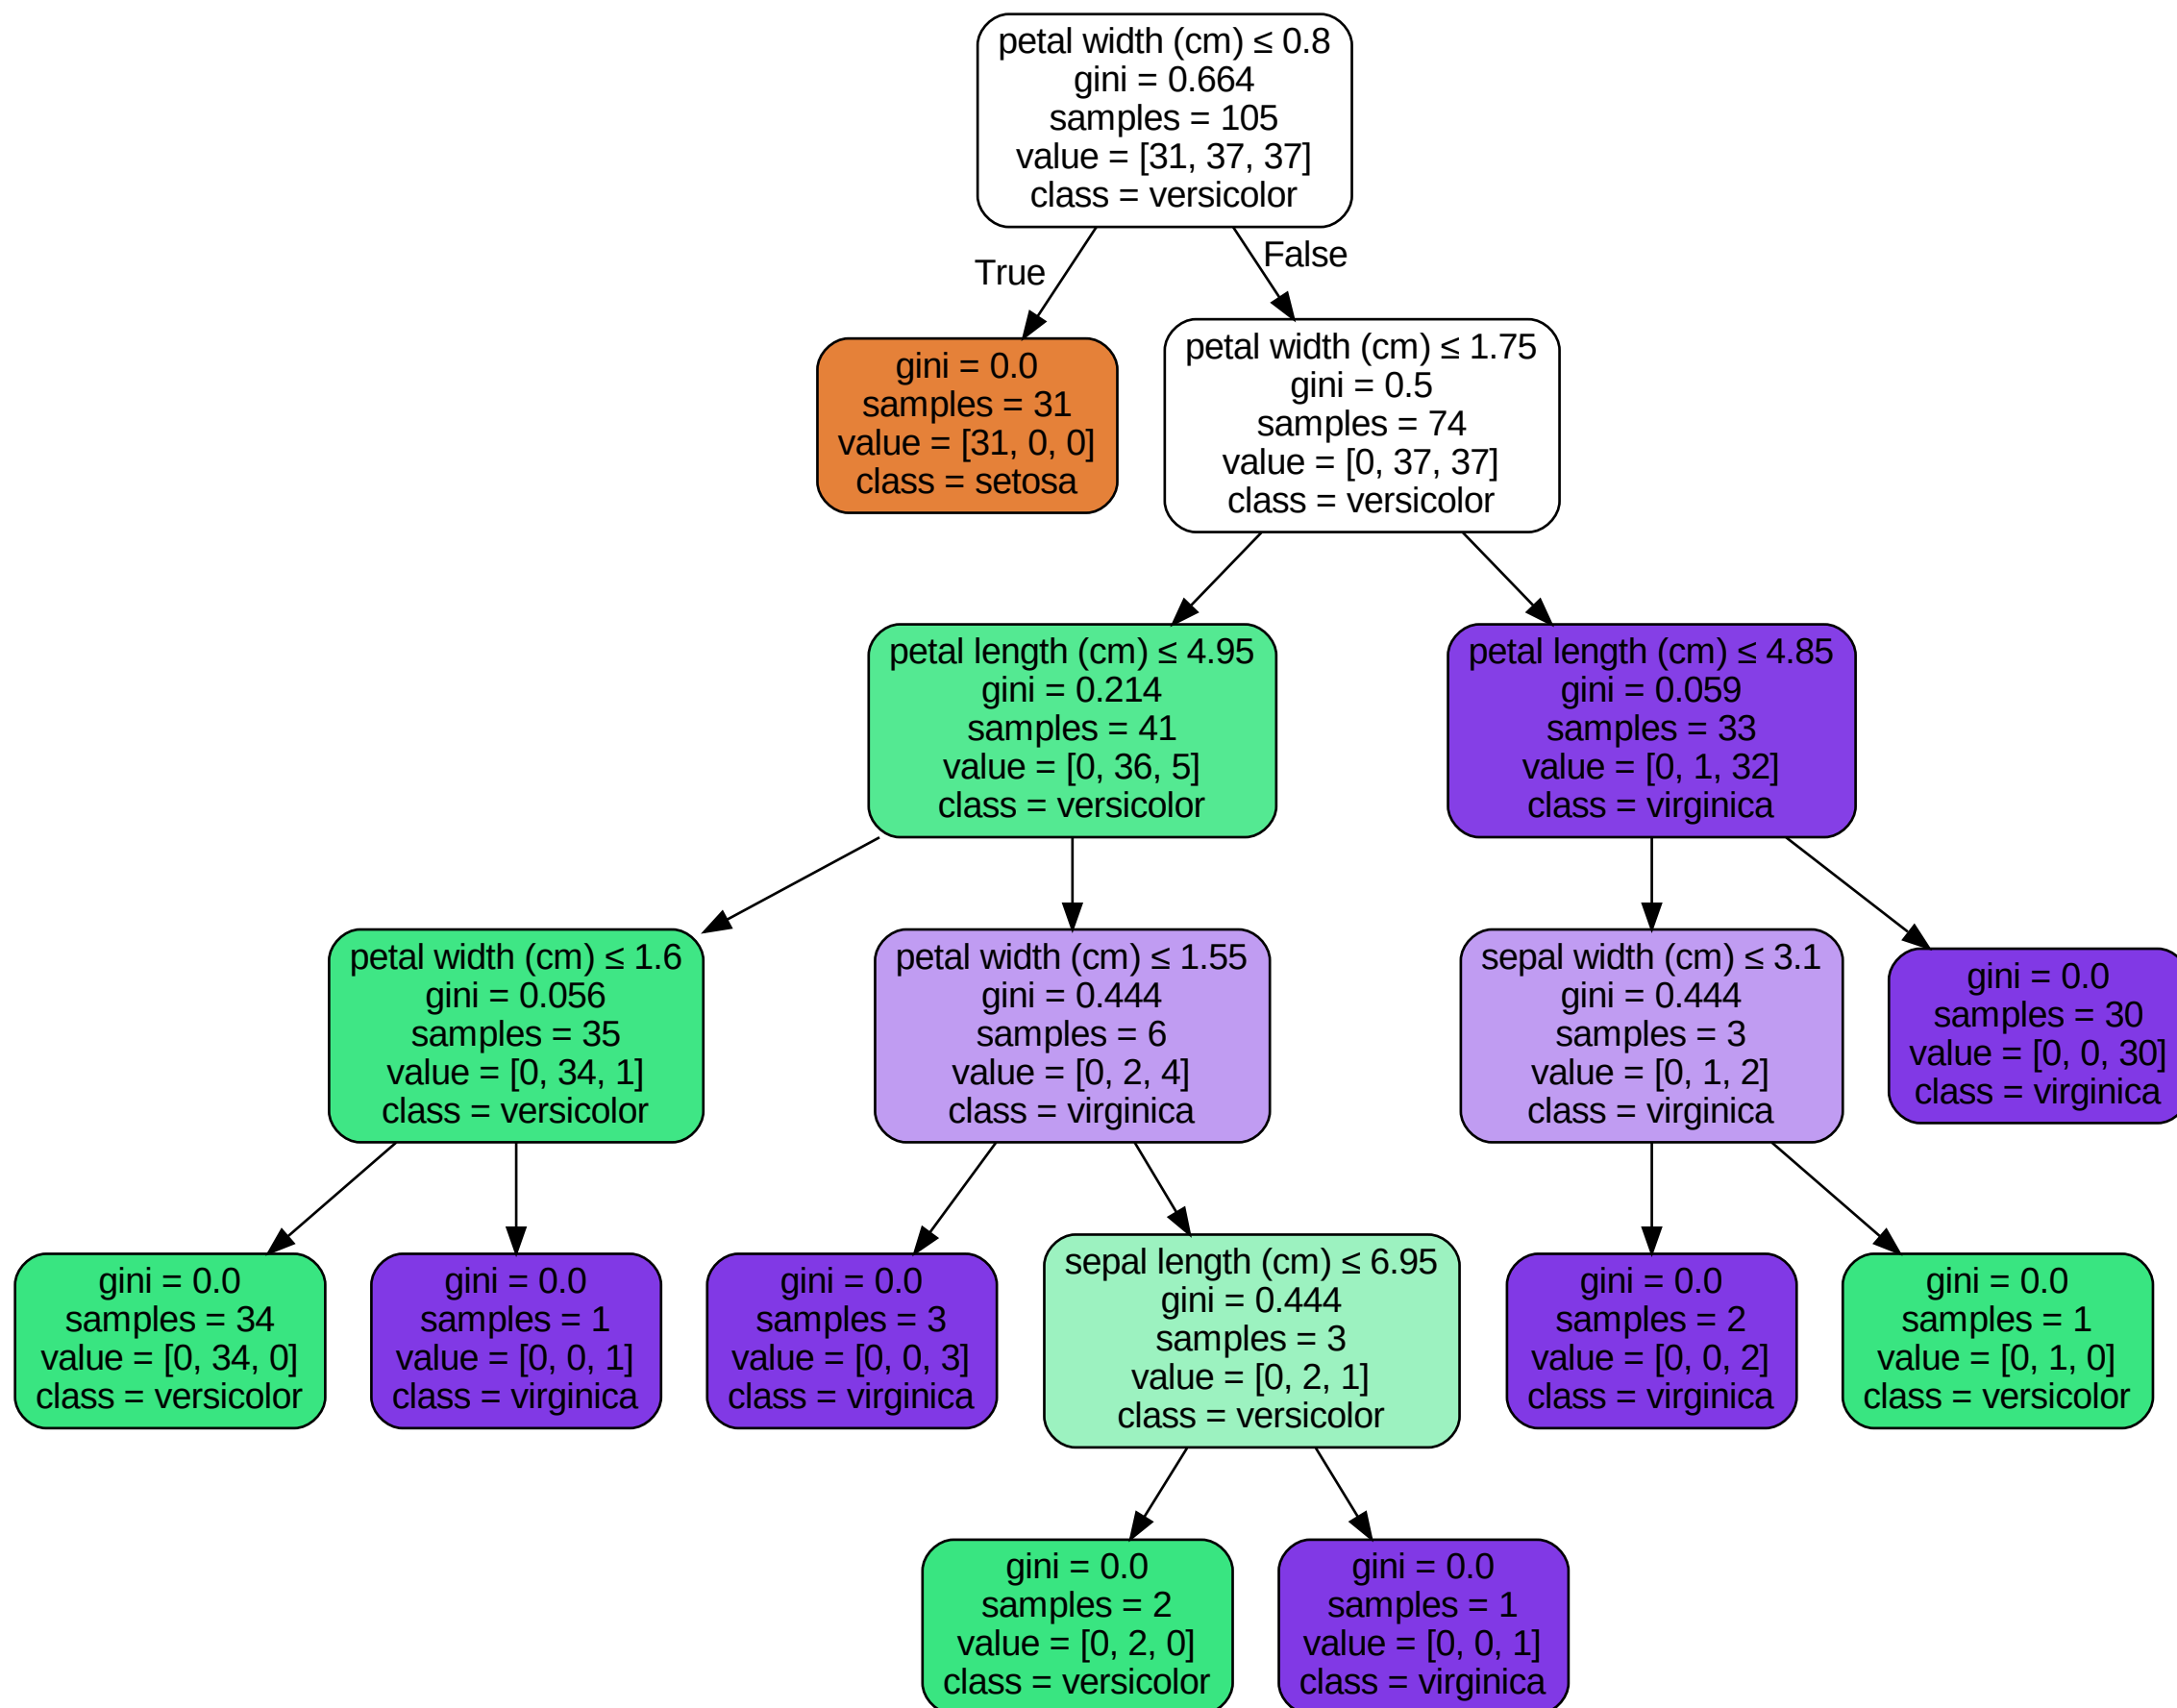 petal width (cm) ≤ 0.8
gini = 0.664
samples = 105
value = [31, 37, 37]
class = versicolor
True
False
gini = 0.0
samples = 31
value = [31, 0, 0]
class = setosa
petal width (cm) ≤ 1.75
gini = 0.5
samples = 74
value = [0, 37, 37]
class = versicolor
petal length (cm) ≤ 4.95
gini = 0.214
samples = 41
value = [0, 36, 5]
class = versicolor
petal length (cm) ≤ 4.85
gini = 0.059
samples = 33
value = [0, 1, 32]
class = virginica
petal width (cm) ≤ 1.6
gini = 0.056
samples = 35
value = [0, 34, 1]
class = versicolor
petal width (cm) ≤ 1.55
gini = 0.444
samples = 6
value = [0, 2, 4]
class = virginica
sepal width (cm) ≤ 3.1
gini = 0.444
samples = 3
value = [0, 1, 2]
class = virginica
gini = 0.0
samples = 30
value = [0, 0, 30]
class = virginica
gini = 0.0
samples = 34
value = [0, 34, 0]
class = versicolor
gini = 0.0
samples = 1
value = [0, 0, 1]
class = virginica
gini = 0.0
samples = 3
value = [0, 0, 3]
class = virginica
sepal length (cm) ≤ 6.95
gini = 0.444
samples = 3
value = [0, 2, 1]
class = versicolor
gini = 0.0
samples = 2
value = [0, 0, 2]
class = virginica
gini = 0.0
samples = 1
value = [0, 1, 0]
class = versicolor
gini = 0.0
samples = 2
value = [0, 2, 0]
class = versicolor
gini = 0.0
samples = 1
value = [0, 0, 1]
class = virginica